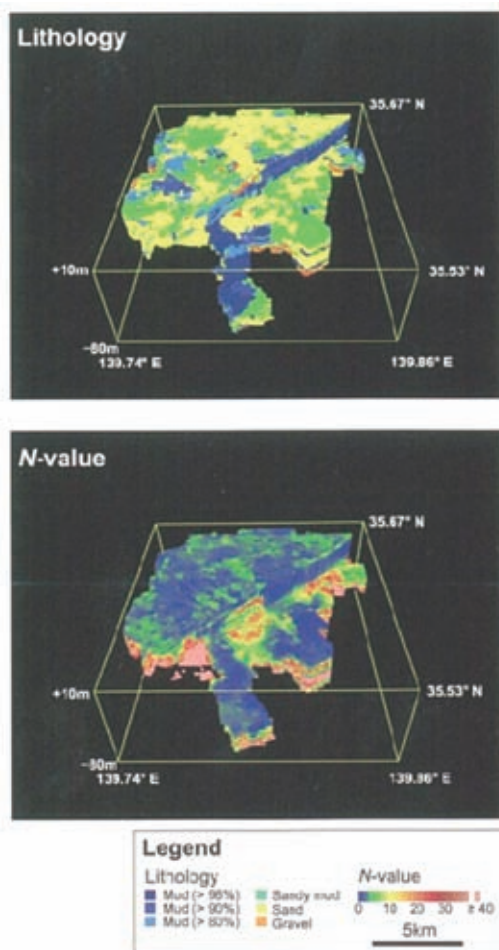 Lithology
35.67° N
+10m
35.53° N
−80m
139.74° E
139.86° E
N-value
35.67° N
+10m
35.53° N
−80m
139.74° E
139.86° E
Legend
Lithology
Mud (> 95%)
Mud (> 90%)
Mud (> 80%)
Sandy mud
Sand
Gravel
N-value
0 10 20 30 ≥ 40
5km